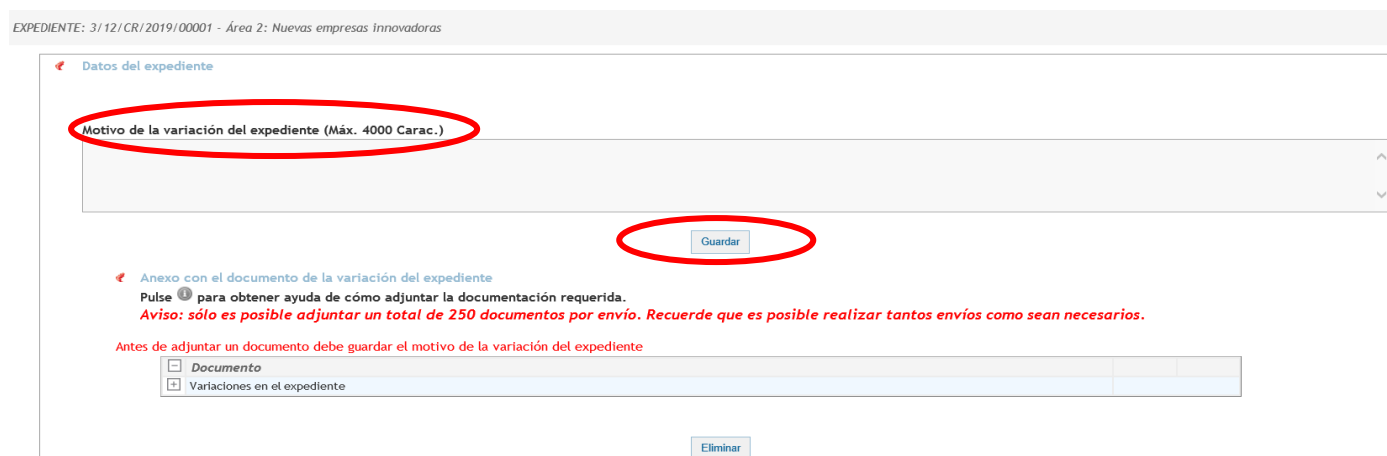 EXPEDIENTE: 3/12/CR/2019/00001 - Área 2: Nuevas empresas innovadoras
Datos del expediente
Motivo de la variación del expediente (Máx. 4000 Carac.)
Guardar
Anexo con el documento de la variación del expediente
Pulse i para obtener ayuda de cómo adjuntar la documentación requerida.
Aviso: sólo es posible adjuntar un total de 250 documentos por envío. Recuerde que es posible realizar tantos envíos como sean necesarios.
Antes de adjuntar un documento debe guardar el motivo de la variación del expediente
Documento
Variaciones en el expediente
Eliminar